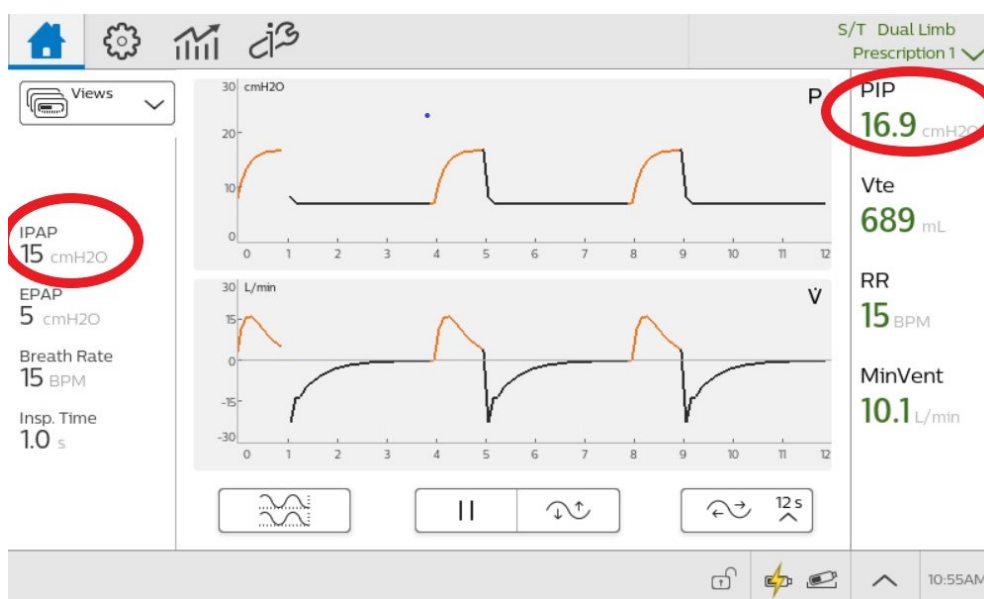 S/T Dual Limb
Prescription 1
Views
IPAP
15 cmH2O
EPAP
5 cmH2O
Breath Rate
15 BPM
Insp. Time
1.0 s
30 cmH2O
P
20
10
0
0 1 2 3 4 5 6 7 8 9 10 11 12
30 L/min
V̇
15
0
-15
-30
0 1 2 3 4 5 6 7 8 9 10 11 12
12 s
PIP
16.9 cmH2O
Vte
689 mL
RR
15 BPM
MinVent
10.1 L/min
10:55AM